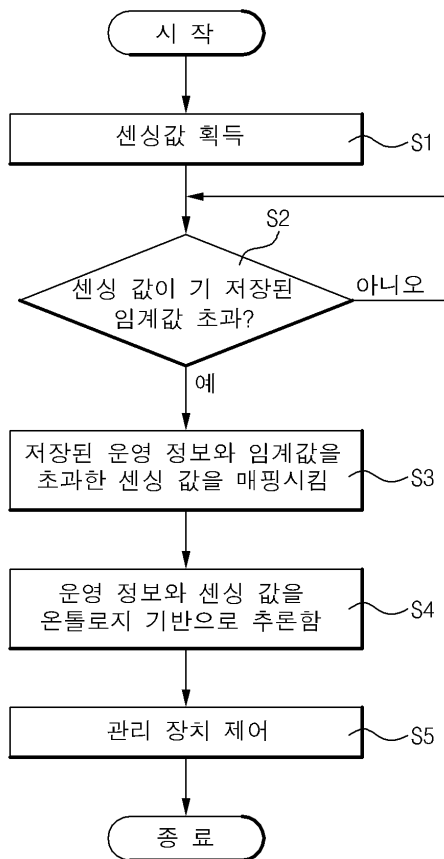 시 작
센싱값 획득
S1
S2
센싱 값이 기 저장된
임계값 초과?
아니오
예
저장된 운영 정보와 임계값을
초과한 센싱 값을 매핑시킴
S3
운영 정보와 센싱 값을
온톨로지 기반으로 추론함
S4
관리 장치 제어
S5
종 료